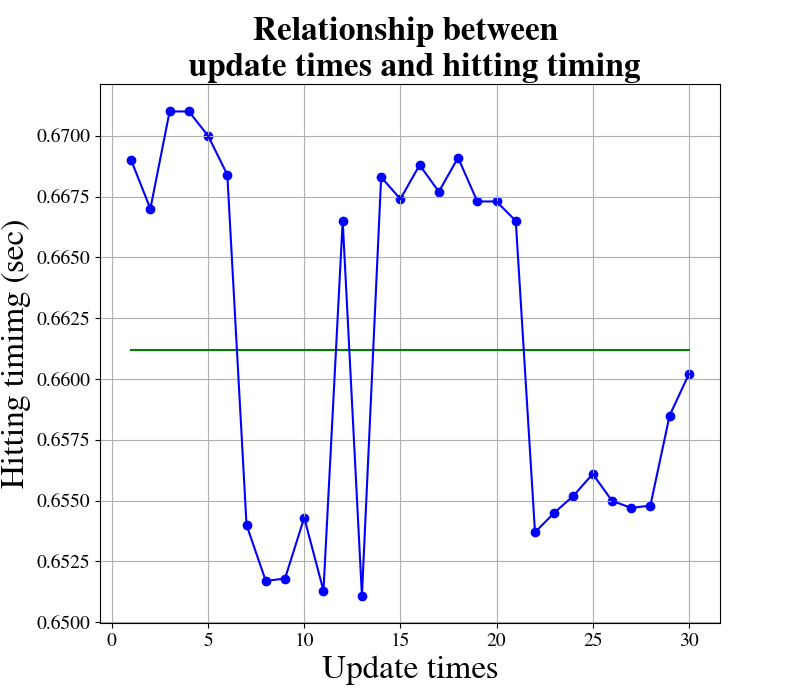 Relationship between
update times and hitting timing
Hitting timimg (sec)
0.6700
0.6675
0.6650
0.6625
0.6600
0.6575
0.6550
0.6525
0.6500
0 5 10 15 20 25 30
Update times